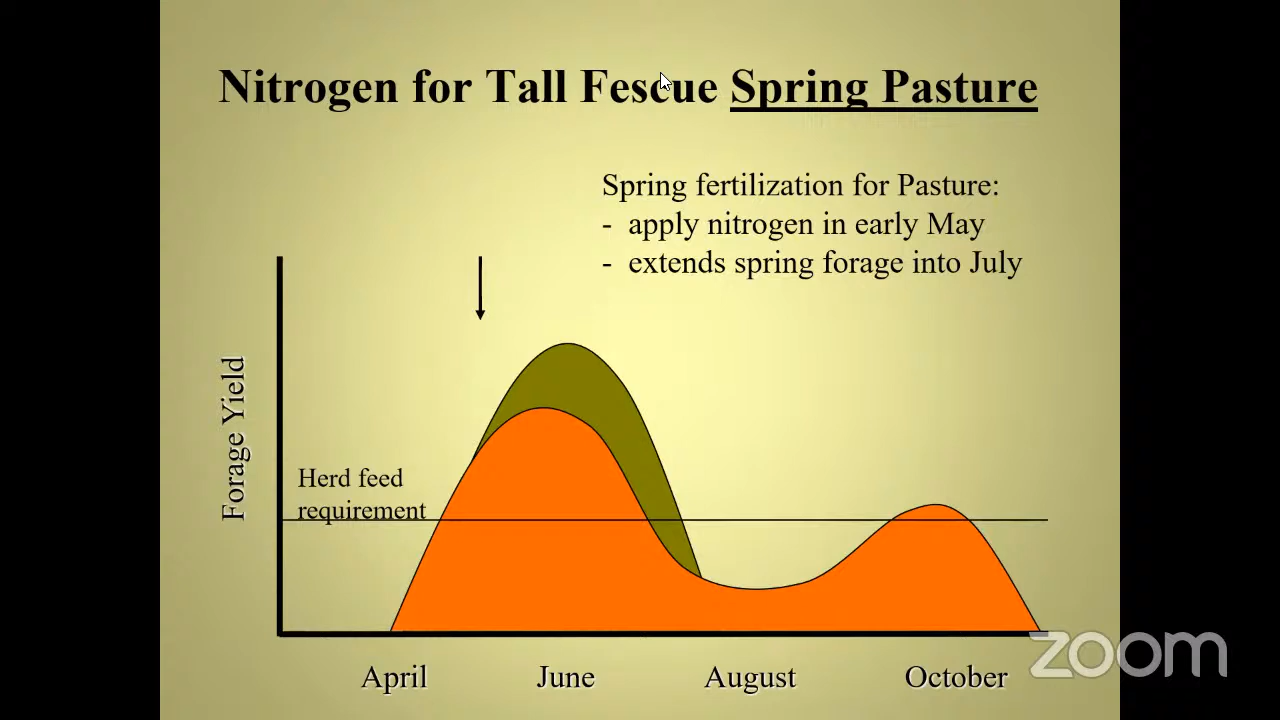 Nitrogen for Tall Fescue Spring Pasture
Spring fertilization for Pasture:
- apply nitrogen in early May
- extends spring forage into July
Forage Yield
Herd feed
requirement
April June August October
zoom